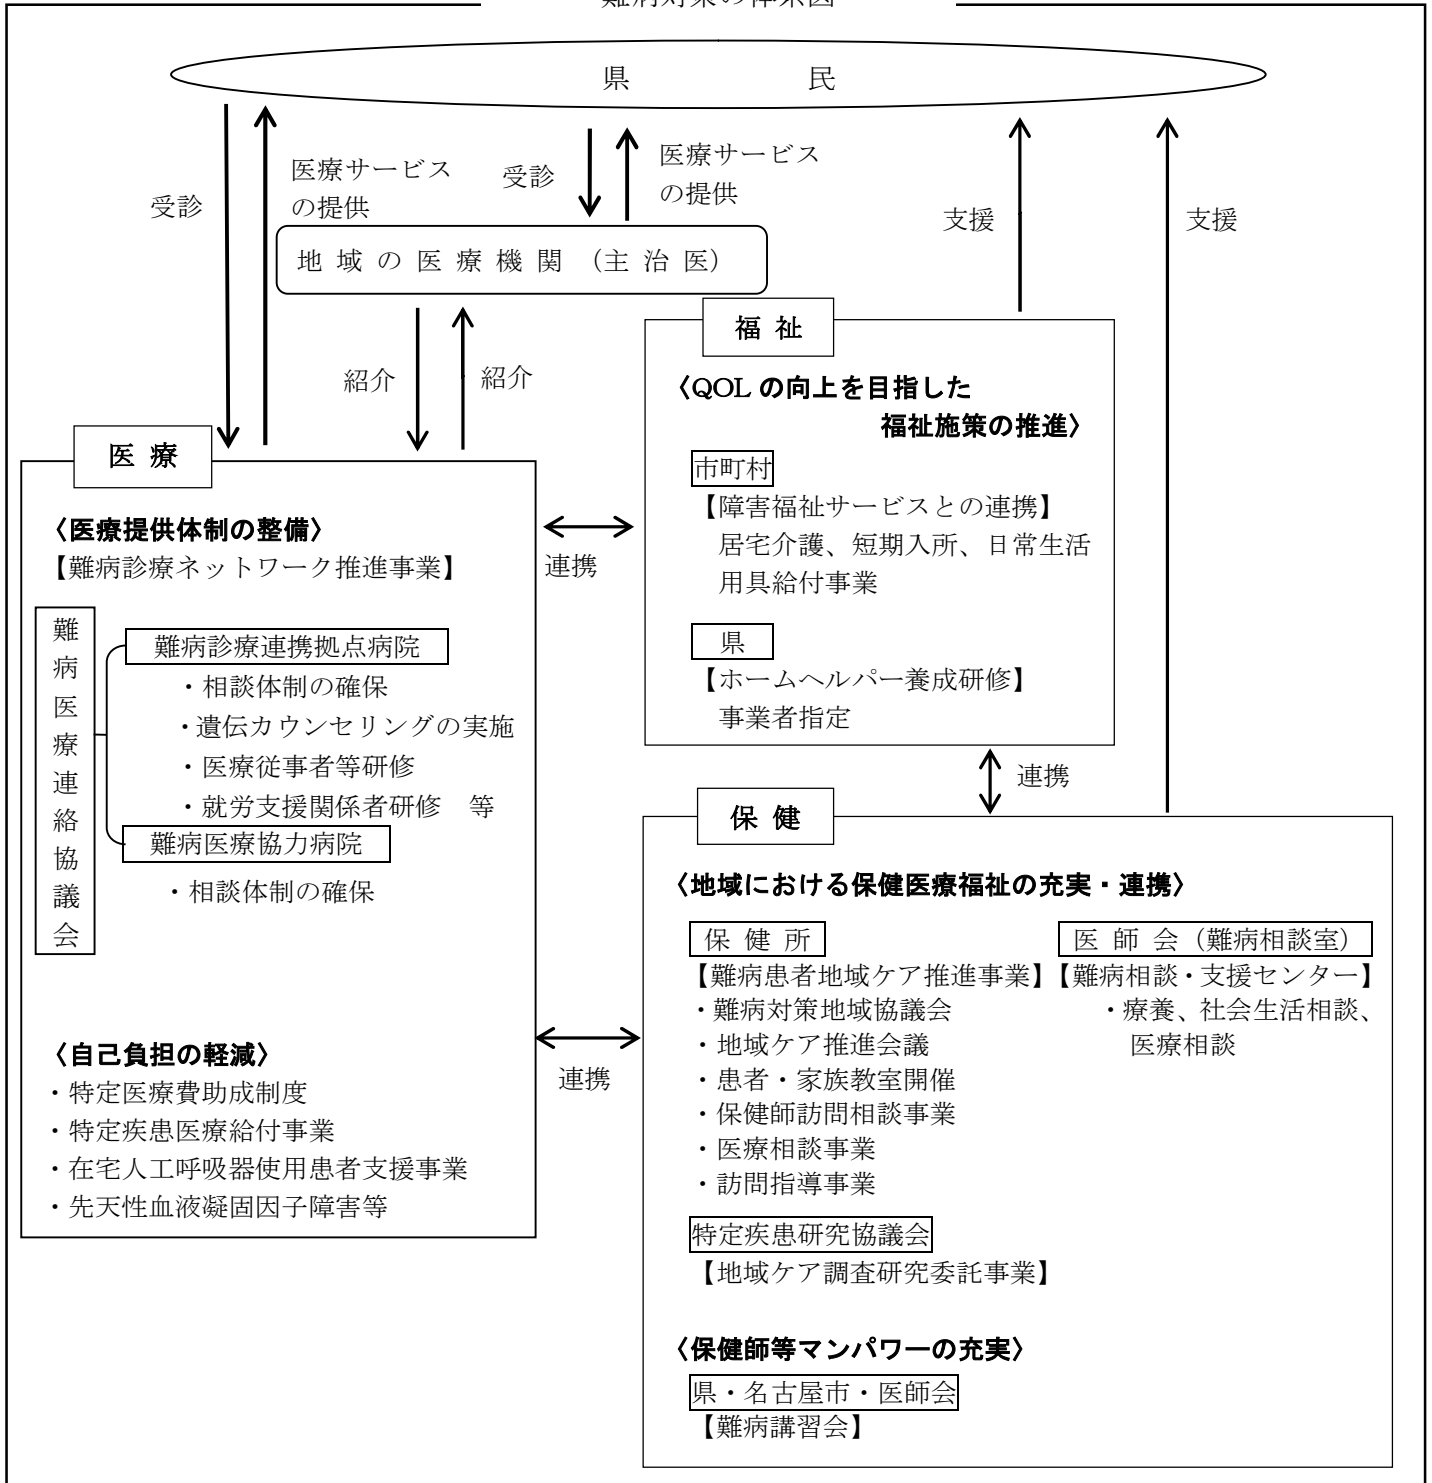 難病対策の体系図
県　　　民
受診
医療サービス
の提供
受診
医療サービス
の提供
支援
支援
地域の医療機関（主治医）
紹介
紹介
医療
〈医療提供体制の整備〉
【難病診療ネットワーク推進事業】
難病医療連絡協議会
難病診療連携拠点病院
・相談体制の確保
・遺伝カウンセリングの実施
・医療従事者等研修
・就労支援関係者研修　等
難病医療協力病院
・相談体制の確保
〈自己負担の軽減〉
・特定医療費助成制度
・特定疾患医療給付事業
・在宅人工呼吸器使用患者支援事業
・先天性血液凝固因子障害等
連携
連携
福祉
〈QOLの向上を目指した
福祉施策の推進〉
市町村
【障害福祉サービスとの連携】
居宅介護、短期入所、日常生活
用具給付事業
県
【ホームヘルパー養成研修】
事業者指定
連携
保健
〈地域における保健医療福祉の充実・連携〉
保健所
【難病患者地域ケア推進事業】
・難病対策地域協議会
・地域ケア推進会議
・患者・家族教室開催
・保健師訪問相談事業
・医療相談事業
・訪問指導事業
医師会（難病相談室）
【難病相談・支援センター】
・療養、社会生活相談、
医療相談
特定疾患研究協議会
【地域ケア調査研究委託事業】
〈保健師等マンパワーの充実〉
県・名古屋市・医師会
【難病講習会】